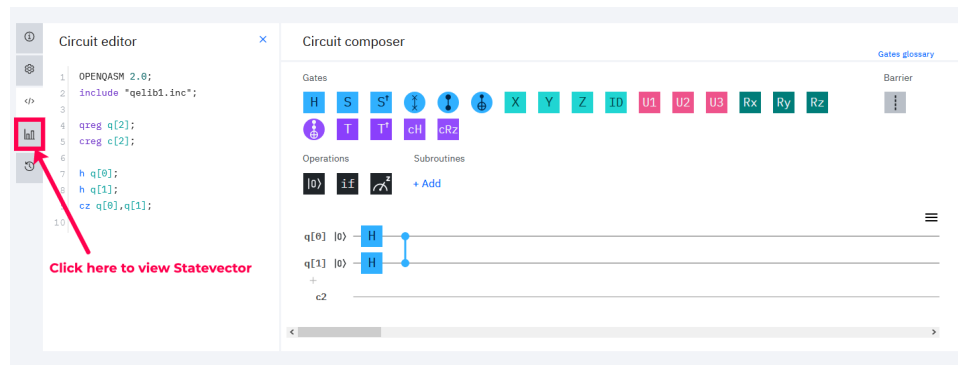 Circuit editor ×
1 OPENQASM 2.0;
2 include "qelib1.inc";
3
4 qreg q[2];
5 creg c[2];
6
7 h q[0];
8 h q[1];
cz q[0],q[1];
10
Click here to view Statevector
Circuit composer
Gates glossary
Gates
Barrier
H S S† X Y Z ID U1 U2 U3 Rx Ry Rz
T T† cH cRz
Operations Subroutines
|0⟩ if z + Add
q[0] |0⟩ H
q[1] |0⟩ H
+
c2